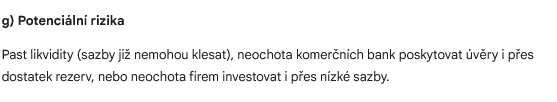 g) Potenciální rizika
Past likvidity (sazby již nemohou klesat), neochota komerčních bank poskytovat úvěry i přes
dostatek rezerv, nebo neochota firem investovat i přes nízké sazby.